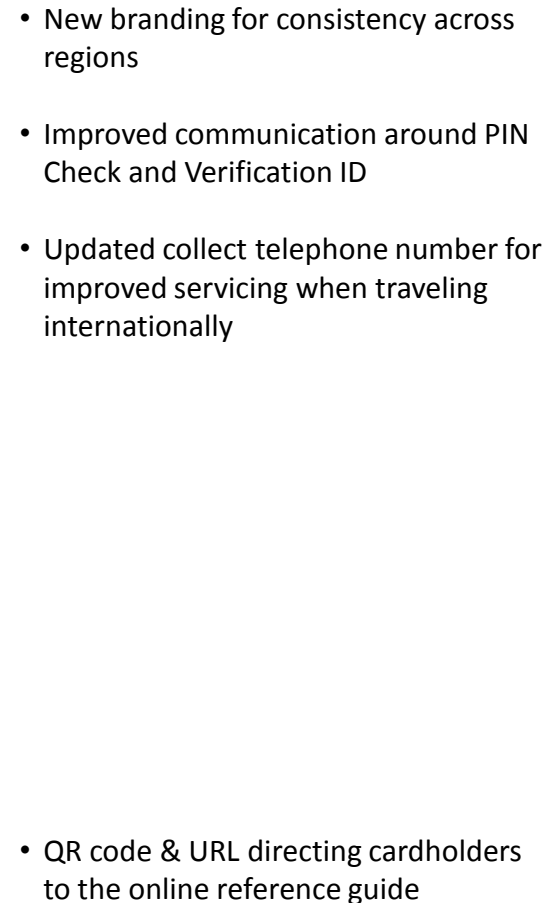 • New branding for consistency across
regions
• Improved communication around PIN
Check and Verification ID
• Updated collect telephone number for
improved servicing when traveling
internationally
• QR code & URL directing cardholders
to the online reference guide